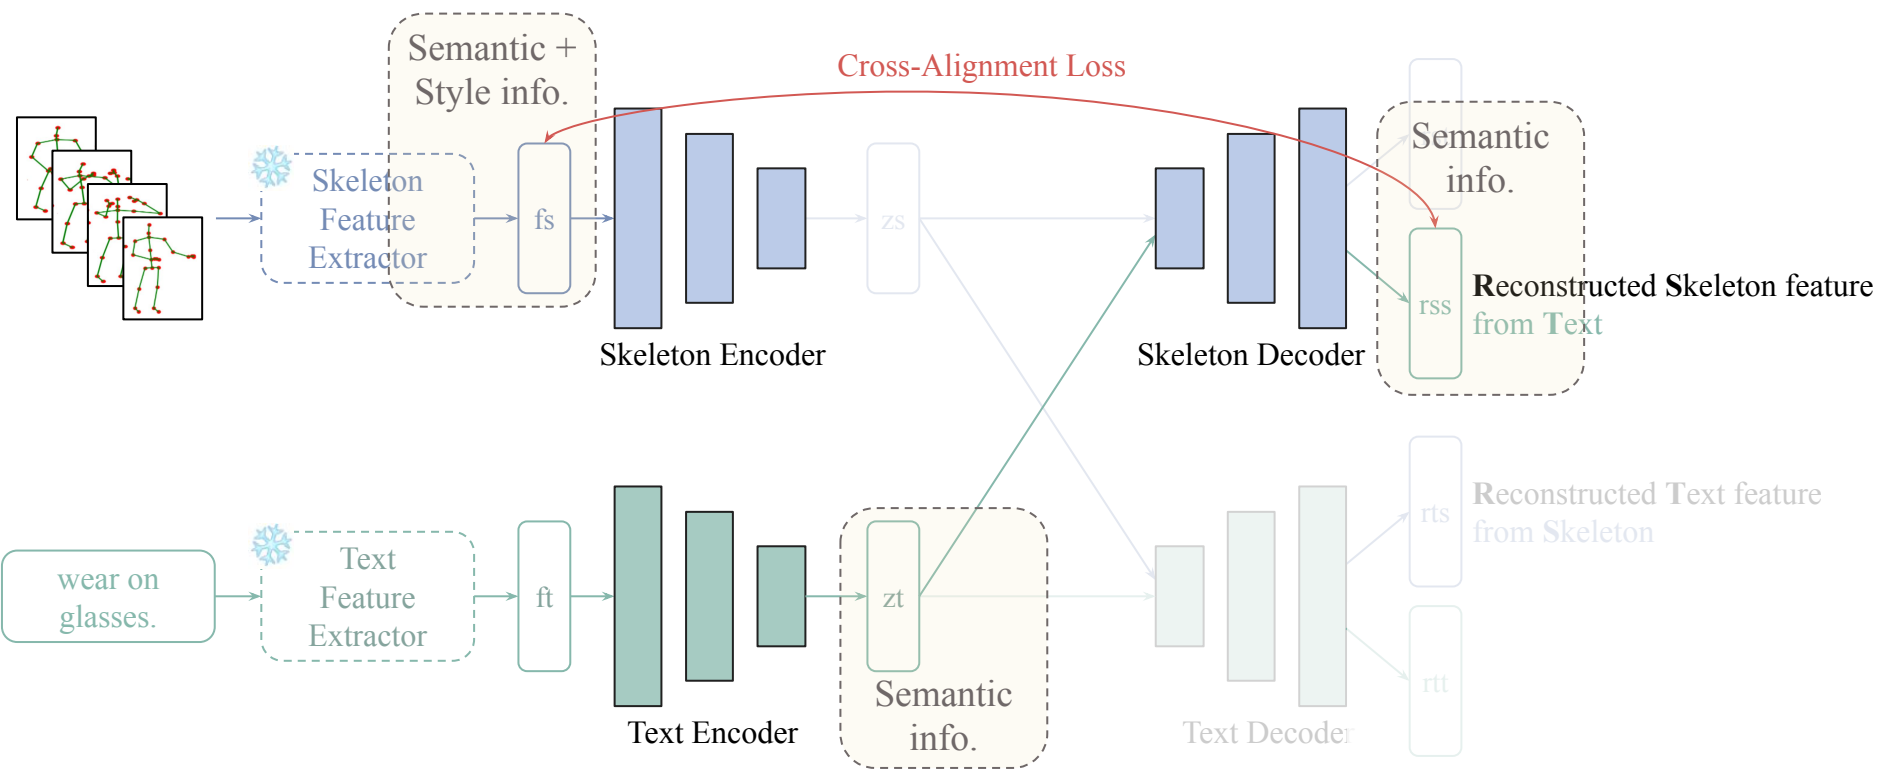 Semantic +
Style info.
Cross-Alignment Loss
Semantic
info.
Skeleton
Feature
Extractor
fs
zs
rss
Reconstructed Skeleton feature
from Text
Skeleton Encoder
Skeleton Decoder
wear on
glasses.
Text
Feature
Extractor
ft
zt
rts
Reconstructed Text feature
from Skeleton
rtt
Semantic
info.
Text Encoder
Text Decoder